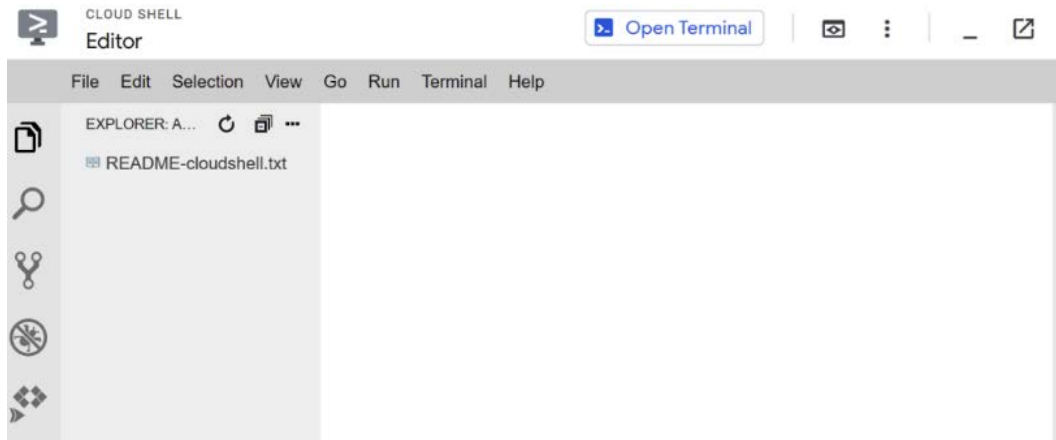 CLOUD SHELL
Editor
Open Terminal
File Edit Selection View Go Run Terminal Help
EXPLORER: A...
README-cloudshell.txt